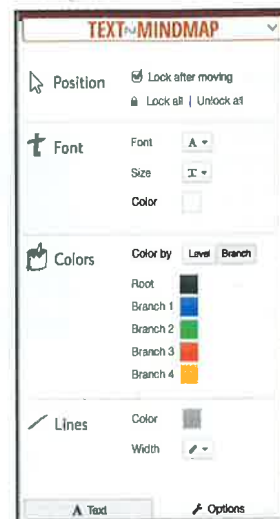 TEXT2MINDMAP
Position
Lock after moving
Lock all | Unlock all
Font
Font
A
Size
T
Color
Colors
Color by Level Branch
Root
Branch 1
Branch 2
Branch 3
Branch 4
Lines
Color
Width
A Text
Options